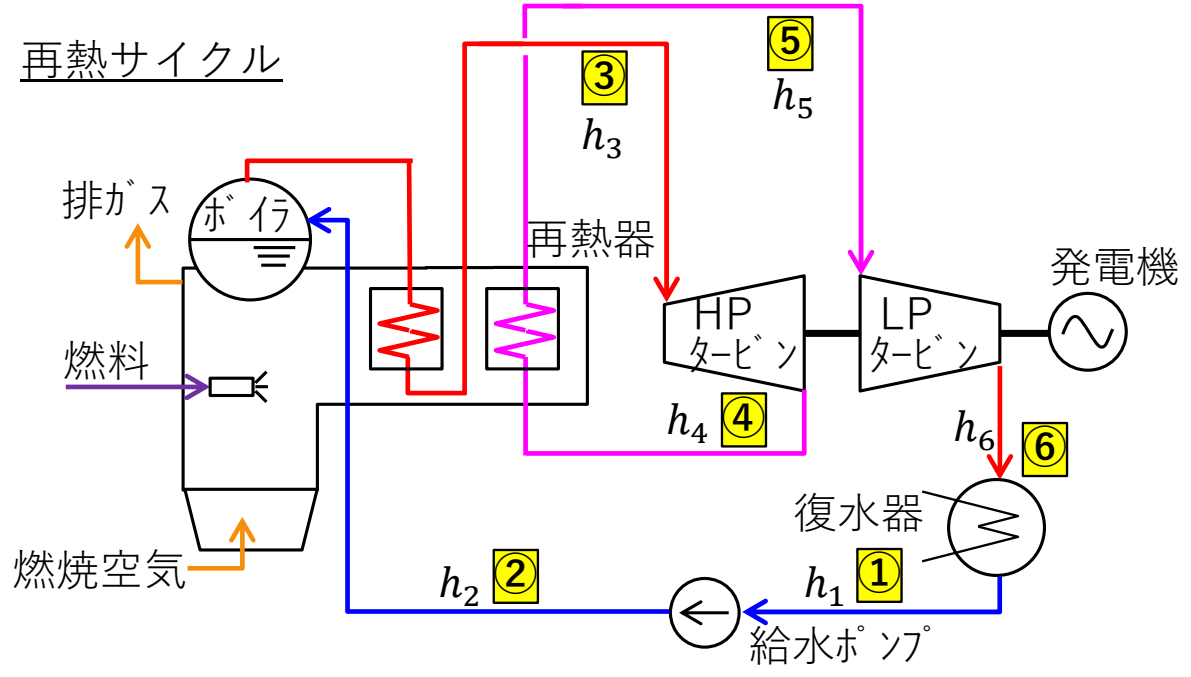 再熱サイクル
⑤
h₅
③
h₃
排ｶﾞｽ
ﾎﾞｲﾗ
再熱器
発電機
HP
ﾀｰﾋﾞﾝ
LP
ﾀｰﾋﾞﾝ
燃料
h₄ ④
h₆ ⑥
復水器
燃焼空気
h₂ ②
h₁ ①
給水ﾎﾟﾝﾌﾟ